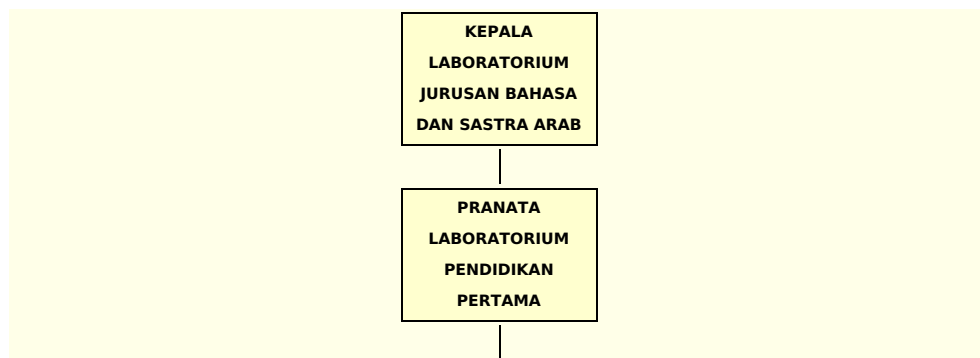 KEPALA
LABORATORIUM
JURUSAN BAHASA
DAN SASTRA ARAB
PRANATA
LABORATORIUM
PENDIDIKAN
PERTAMA